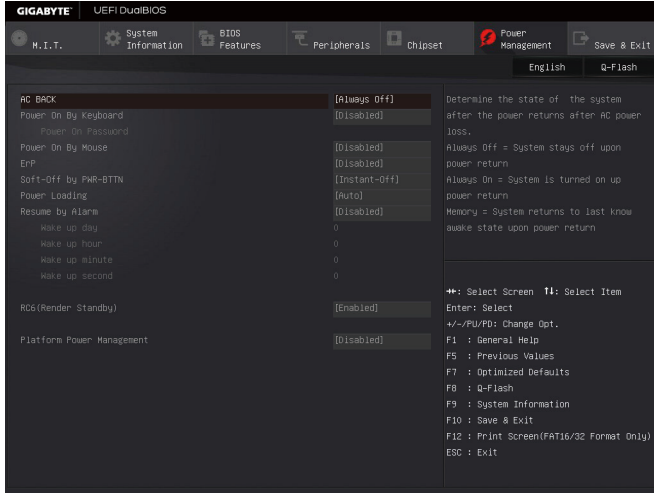 GIGABYTE™ UEFI DualBIOS
M.I.T. System Information BIOS Features Peripherals Chipset Power Management Save & Exit
English Q-Flash
AC BACK [Always Off]
Power On By Keyboard [Disabled]
Power On Password
Power On By Mouse [Disabled]
ErP [Disabled]
Soft-Off by PWR-BTTN [Instant-Off]
Power Loading [Auto]
Resume by Alarm [Disabled]
Wake up day 0
Wake up hour 0
Wake up minute 0
Wake up second 0
RC6(Render Standby) [Enabled]
Platform Power Management [Disabled]
Determine the state of the system
after the power returns after AC power
loss.
Always Off = System stays off upon
power return
Always On = System is turned on up
power return
Memory = System returns to last know
awake state upon power return
→←: Select Screen ↑↓: Select Item
Enter: Select
+/-/PU/PD: Change Opt.
F1 : General Help
F5 : Previous Values
F7 : Optimized Defaults
F8 : Q-Flash
F9 : System Information
F10 : Save & Exit
F12 : Print Screen(FAT16/32 Format Only)
ESC : Exit